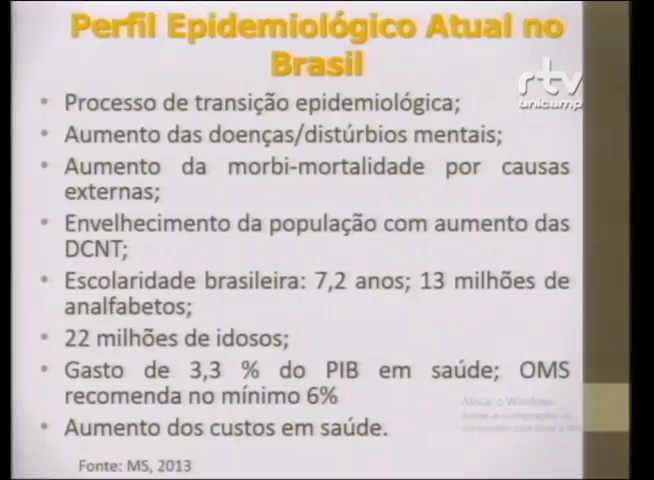 Perfil Epidemiológico Atual no
Brasil
rtv
unicamp
• Processo de transição epidemiológica;
• Aumento das doenças/distúrbios mentais;
• Aumento da morbi-mortalidade por causas
externas;
• Envelhecimento da população com aumento das
DCNT;
• Escolaridade brasileira: 7,2 anos; 13 milhões de
analfabetos;
• 22 milhões de idosos;
• Gasto de 3,3 % do PIB em saúde; OMS
recomenda no mínimo 6%
• Aumento dos custos em saúde.
Ativar o Windows
Fonte: MS, 2013